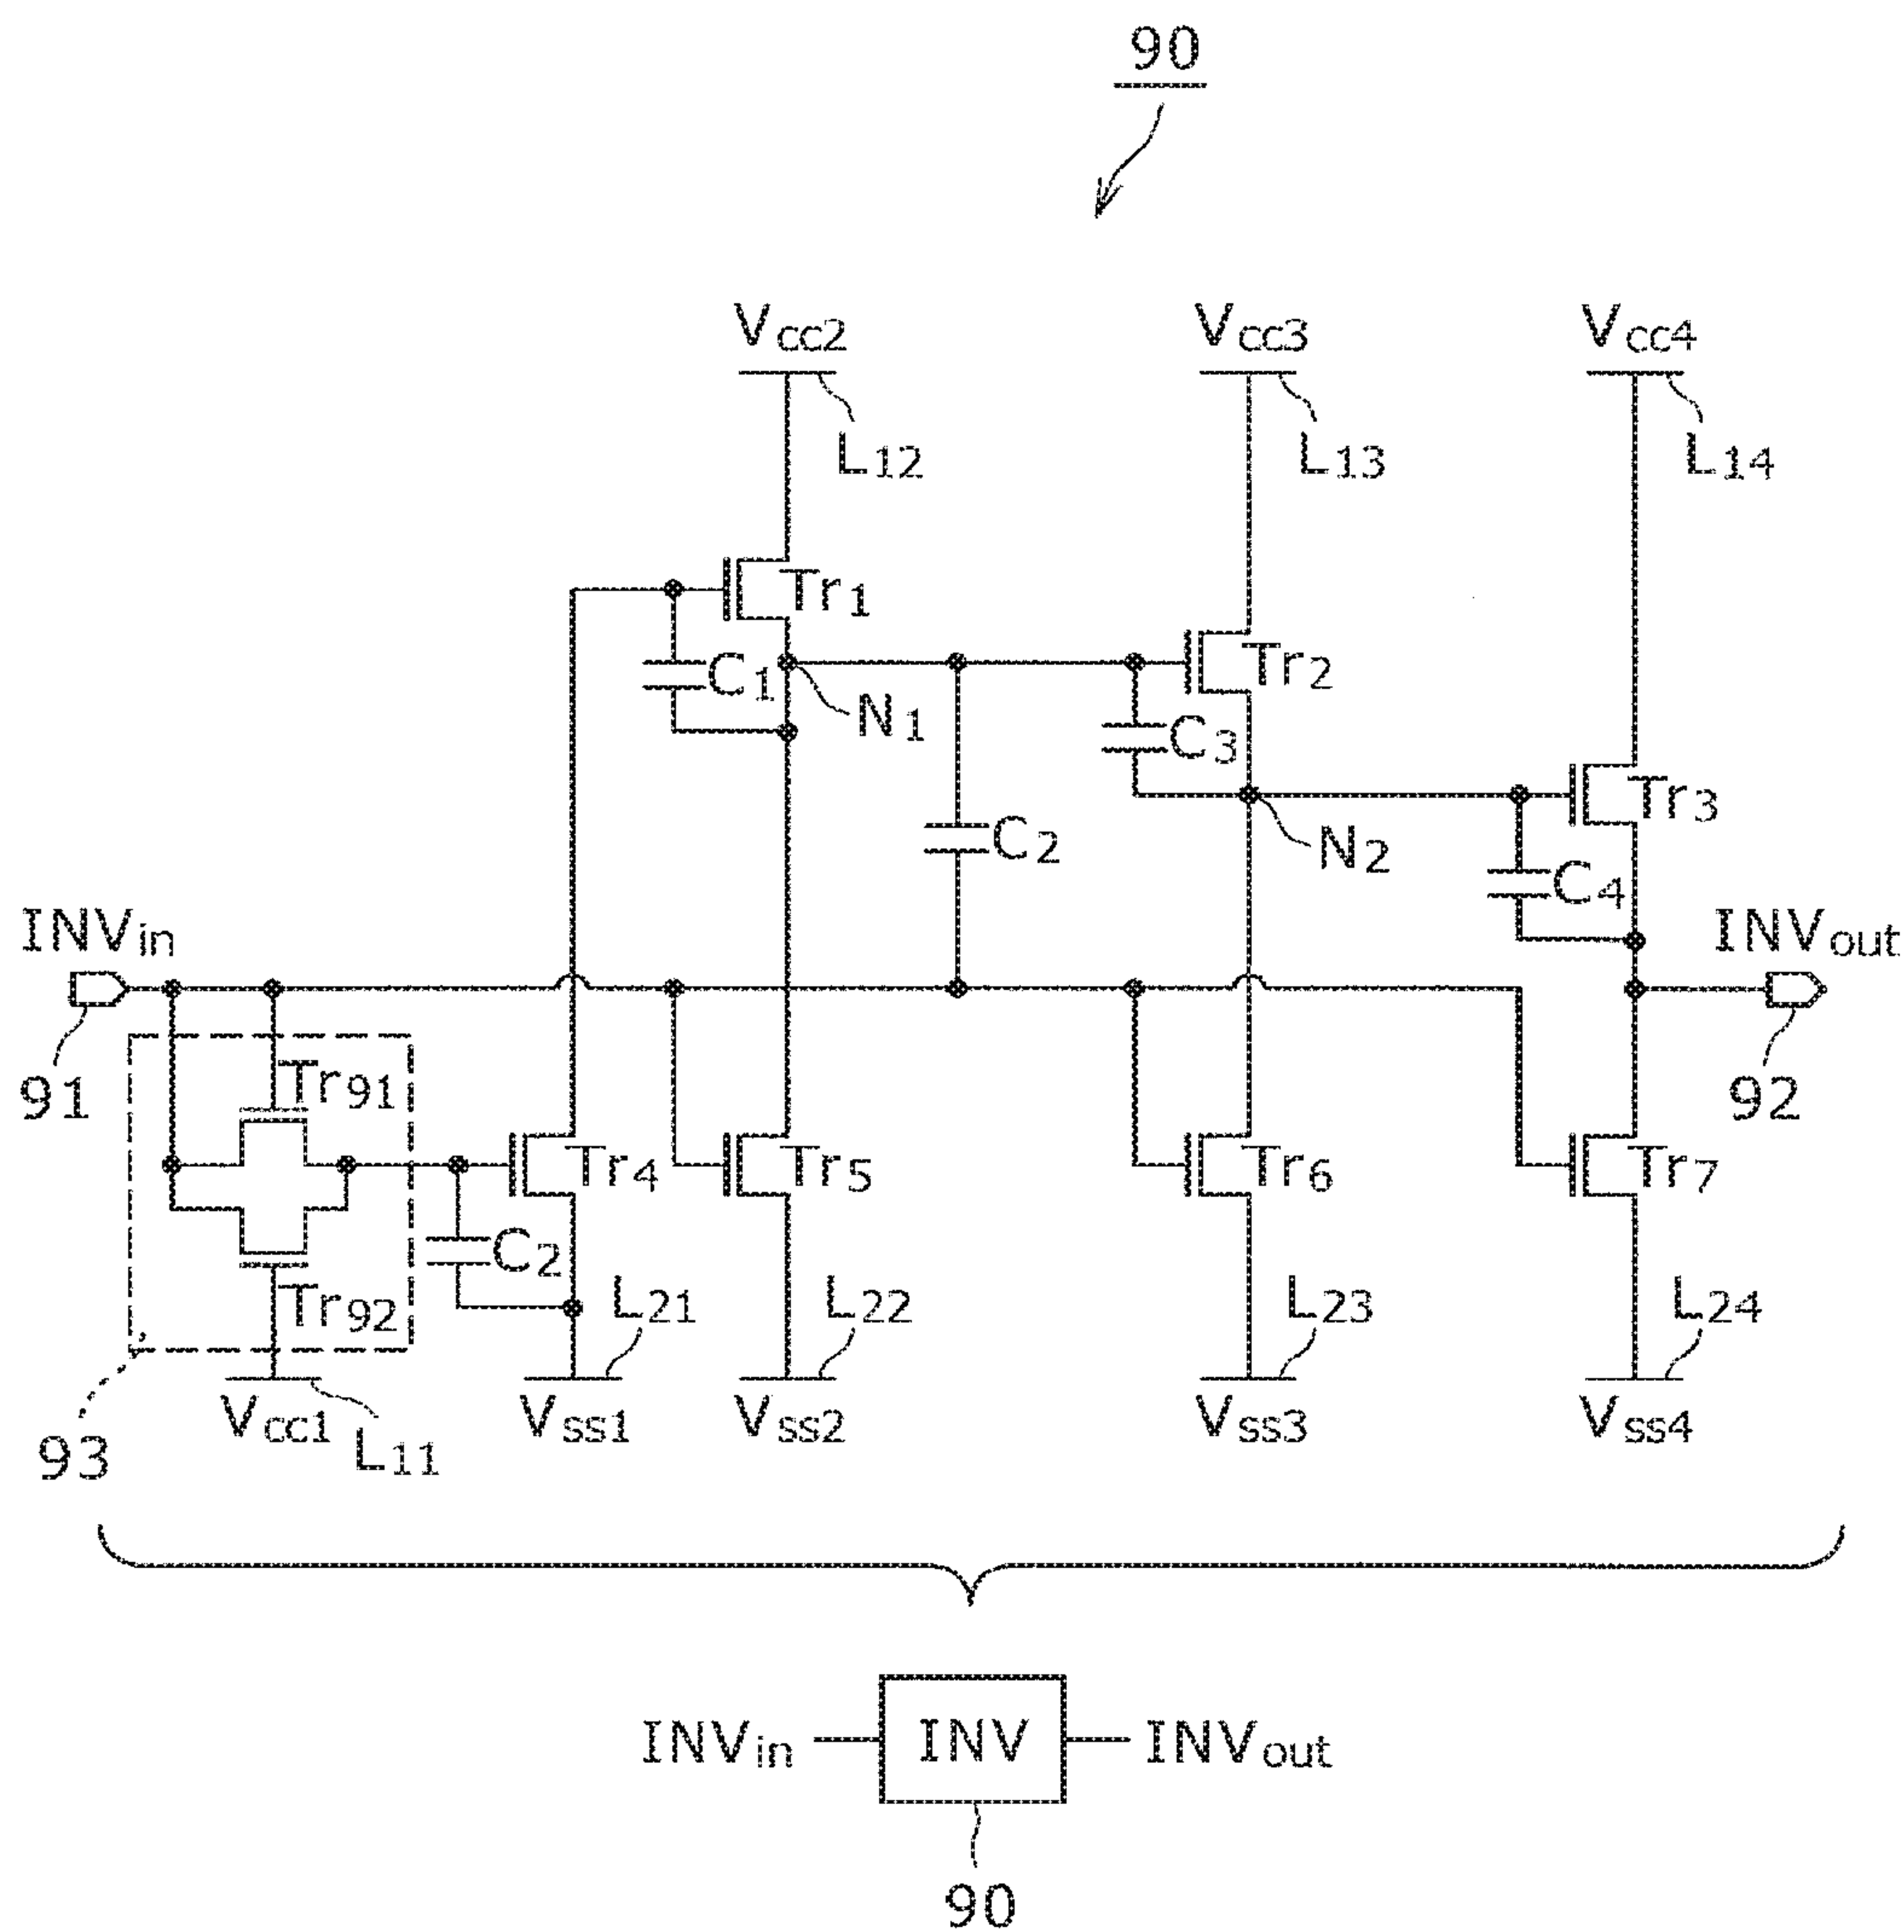 90
Vcc2 Vcc3 Vcc4
L12 L13 L14
Tr1
Tr2
C1
N1
C3
Tr3
C2
N2
C4
INVin INVout
91 92
Tr91
Tr4 Tr5 Tr6 Tr7
C2
Tr92
L21 L22 L23 L24
Vcc1 Vss1 Vss2 Vss3 Vss4
93 L11
INVin INV INVout
90